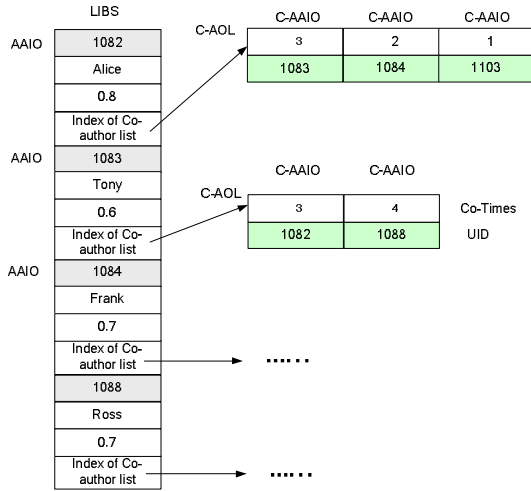 LIBS
C-AAIO C-AAIO C-AAIO
AAIO 1082 C-AOL 3 2 1
Alice 1083 1084 1103
0.8
Index of Co-
author list
AAIO 1083
Tony C-AAIO C-AAIO
C-AOL
0.6 3 4 Co-Times
Index of Co-
author list 1082 1088 UID
AAIO 1084
Frank
0.7
Index of Co-
author list ......
1088
Ross
0.7
Index of Co-
author list ......